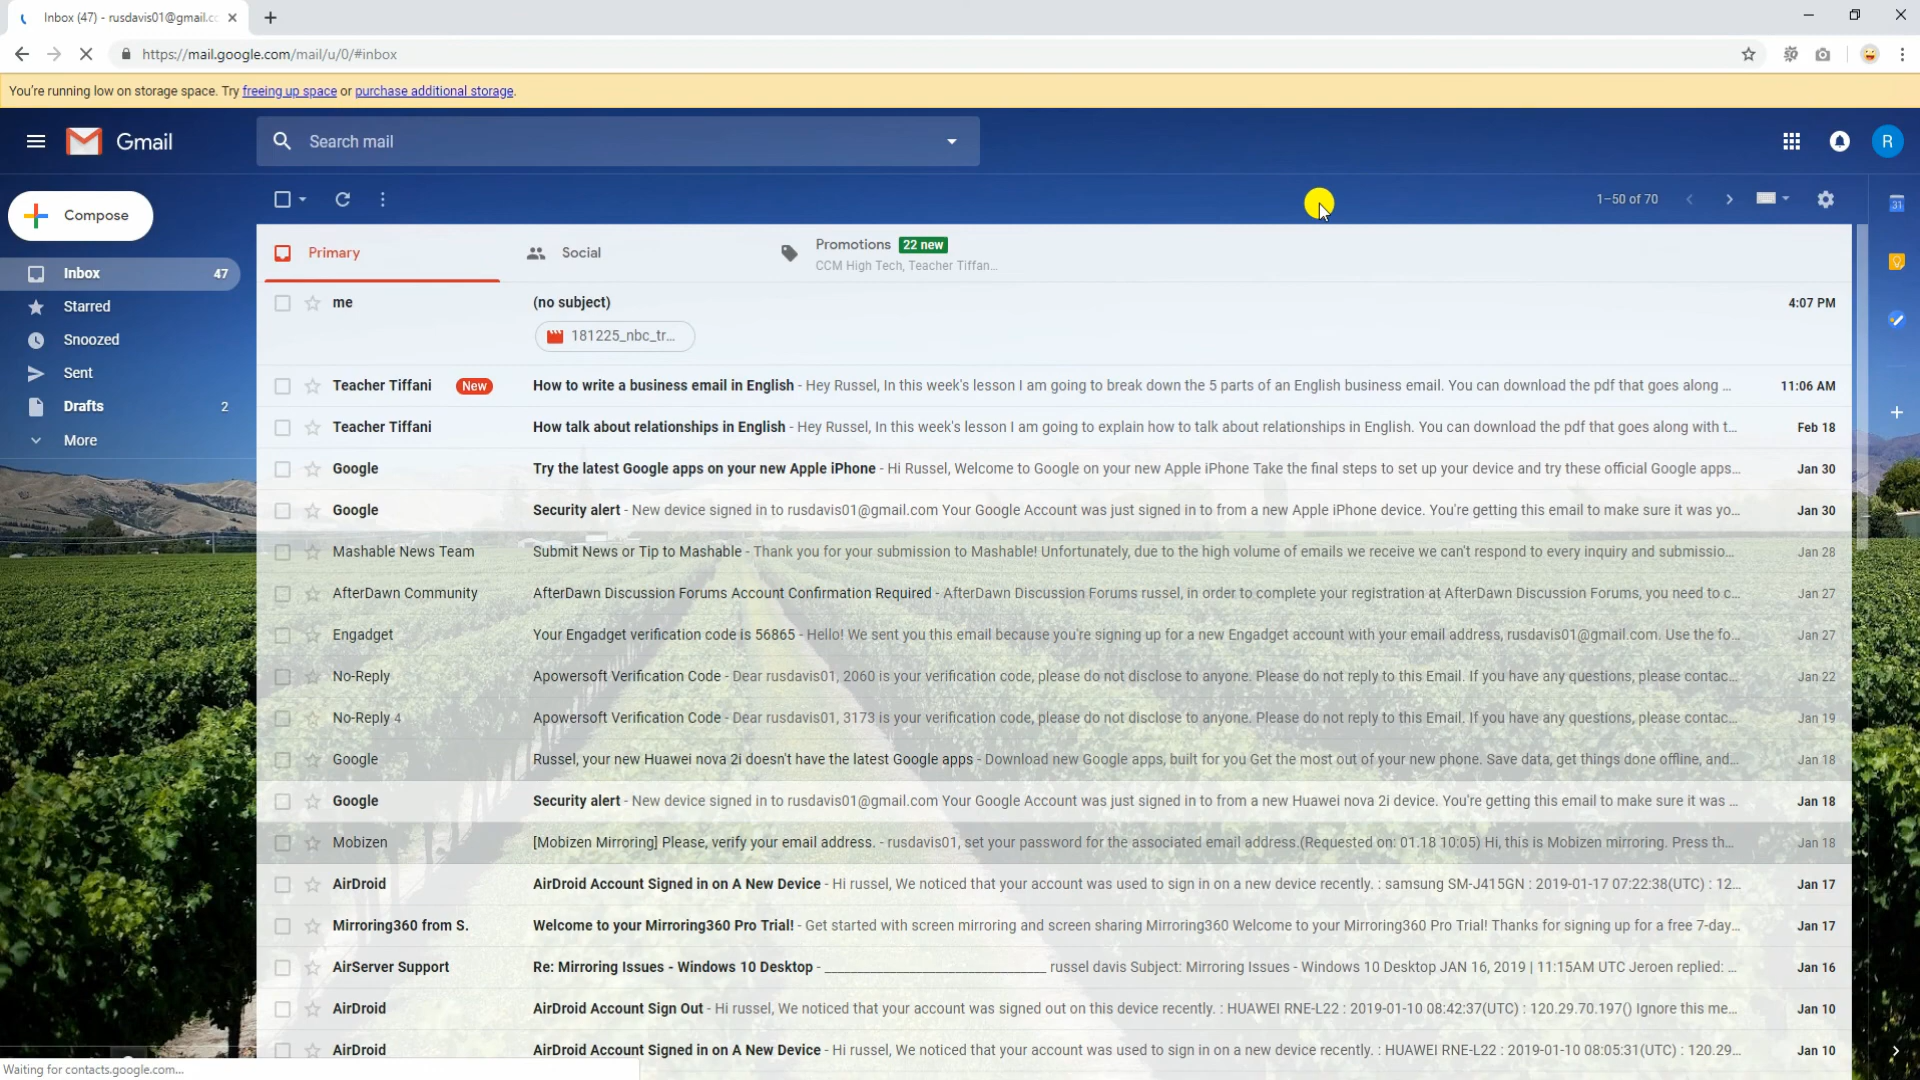 Inbox (47) - rusdavis01@gmail.c
https://mail.google.com/mail/u/0/#inbox
You're running low on storage space. Try freeing up space or purchase additional storage.
Gmail
Search mail
R
Compose
1–50 of 70
31
Inbox 47
Starred
Snoozed
Sent
Drafts 2
More
Primary
Social
Promotions 22 new
CCM High Tech, Teacher Tiffan...
me (no subject) 4:07 PM
181225_nbc_tr...
Teacher Tiffani New How to write a business email in English - Hey Russel, In this week's lesson I am going to break down the 5 parts of an English business email. You can download the pdf that goes along ... 11:06 AM
Teacher Tiffani How talk about relationships in English - Hey Russel, In this week's lesson I am going to explain how to talk about relationships in English. You can download the pdf that goes along with t... Feb 18
Google Try the latest Google apps on your new Apple iPhone - Hi Russel, Welcome to Google on your new Apple iPhone Take the final steps to set up your device and try these official Google apps... Jan 30
Google Security alert - New device signed in to rusdavis01@gmail.com Your Google Account was just signed in to from a new Apple iPhone device. You're getting this email to make sure it was yo... Jan 30
Mashable News Team Submit News or Tip to Mashable - Thank you for your submission to Mashable! Unfortunately, due to the high volume of emails we receive we can't respond to every inquiry and submissio... Jan 28
AfterDawn Community AfterDawn Discussion Forums Account Confirmation Required - AfterDawn Discussion Forums russel, in order to complete your registration at AfterDawn Discussion Forums, you need to c... Jan 27
Engadget Your Engadget verification code is 56865 - Hello! We sent you this email because you're signing up for a new Engadget account with your email address, rusdavis01@gmail.com. Use the fo... Jan 27
No-Reply Apowersoft Verification Code - Dear rusdavis01, 2060 is your verification code, please do not disclose to anyone. Please do not reply to this Email. If you have any questions, please contac... Jan 22
No-Reply 4 Apowersoft Verification Code - Dear rusdavis01, 3173 is your verification code, please do not disclose to anyone. Please do not reply to this Email. If you have any questions, please contac... Jan 19
Google Russel, your new Huawei nova 2i doesn't have the latest Google apps - Download new Google apps, built for you Get the most out of your new phone. Save data, get things done offline, and... Jan 18
Google Security alert - New device signed in to rusdavis01@gmail.com Your Google Account was just signed in to from a new Huawei nova 2i device. You're getting this email to make sure it was ... Jan 18
Mobizen [Mobizen Mirroring] Please, verify your email address. - rusdavis01, set your password for the associated email address.(Requested on: 01.18 10:05) Hi, this is Mobizen mirroring. Press th... Jan 18
AirDroid AirDroid Account Signed in on A New Device - Hi russel, We noticed that your account was used to sign in on a new device recently. : samsung SM-J415GN : 2019-01-17 07:22:38(UTC) : 12... Jan 17
Mirroring360 from S. Welcome to your Mirroring360 Pro Trial! - Get started with screen mirroring and screen sharing Mirroring360 Welcome to your Mirroring360 Pro Trial! Thanks for signing up for a free 7-day... Jan 17
AirServer Support Re: Mirroring Issues - Windows 10 Desktop - ______________________________ russel davis Subject: Mirroring Issues - Windows 10 Desktop JAN 16, 2019 | 11:15AM UTC Jeroen replied: ... Jan 16
AirDroid AirDroid Account Sign Out - Hi russel, We noticed that your account was signed out on this device recently. : HUAWEI RNE-L22 : 2019-01-10 08:42:37(UTC) : 120.29.70.197() Ignore this me... Jan 10
AirDroid AirDroid Account Signed in on A New Device - Hi russel, We noticed that your account was used to sign in on a new device recently. : HUAWEI RNE-L22 : 2019-01-10 08:05:31(UTC) : 120.29... Jan 10
Waiting for contacts.google.com...